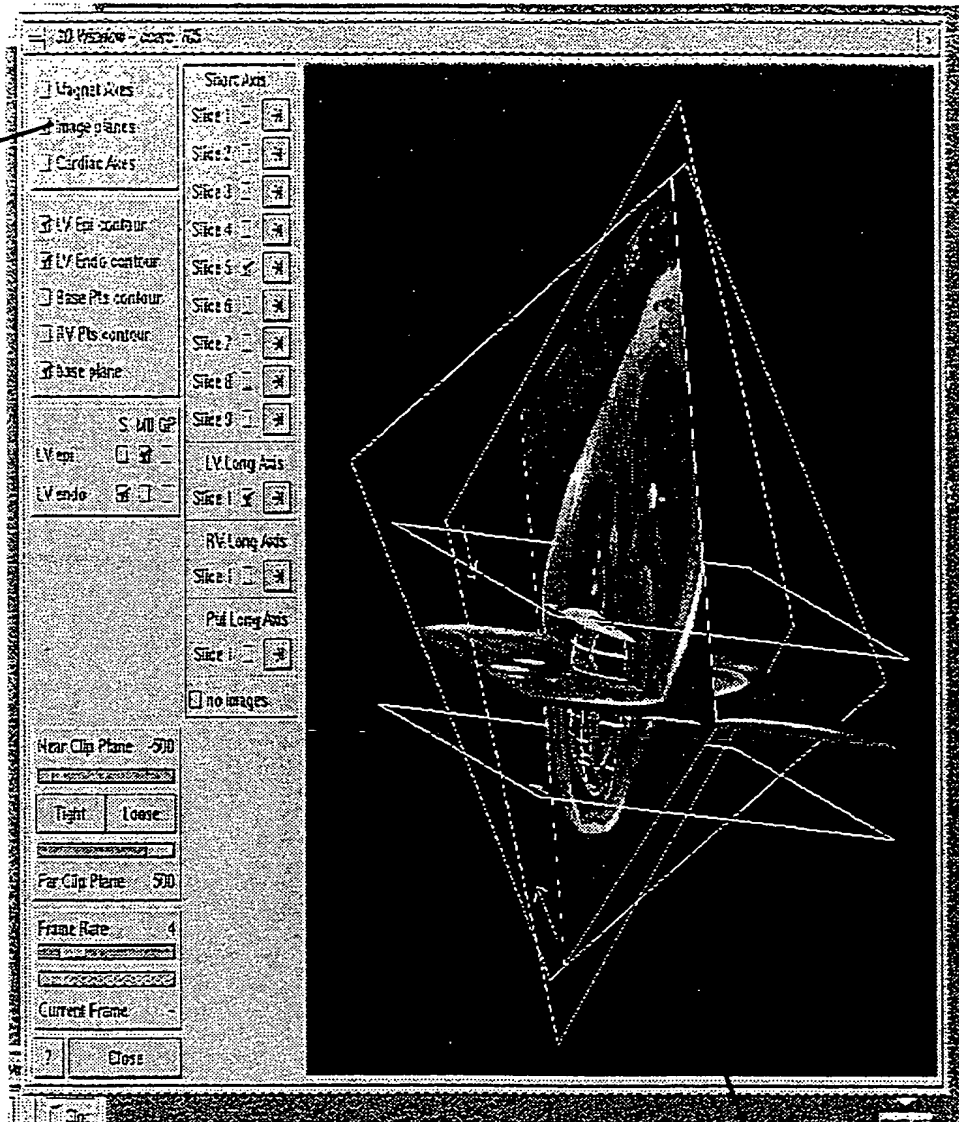 3D Window -
Magnet Axes
Image planes
Cardiac Axes
LV Epi contour
LV Endo contour
Base Pts contour
RV Pts contour
base plane
S MII GP
LV epi
LV endo
Near Clip Plane -500
Tight Loose
Far Clip Plane 500
Frame Rate 4
Current Frame -
? Close
Short Axis
Slice 1
Slice 2
Slice 3
Slice 4
Slice 5
Slice 6
Slice 7
Slice 8
Slice 9
LV Long Axis
Slice 1
RV Long Axis
Slice 1
Pul Long Axis
Slice 1
no images